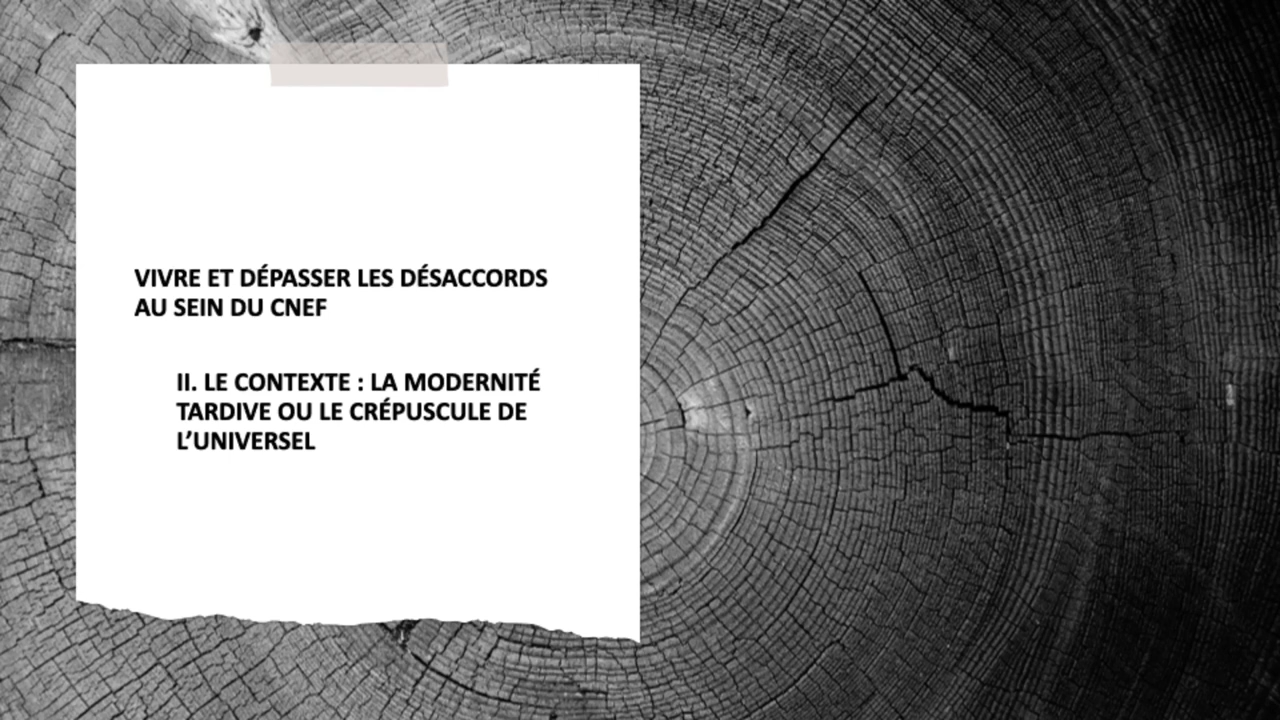 VIVRE ET DÉPASSER LES DÉSACCORDS
AU SEIN DU CNEF
II. LE CONTEXTE : LA MODERNITÉ
TARDIVE OU LE CRÉPUSCULE DE
L’UNIVERSEL